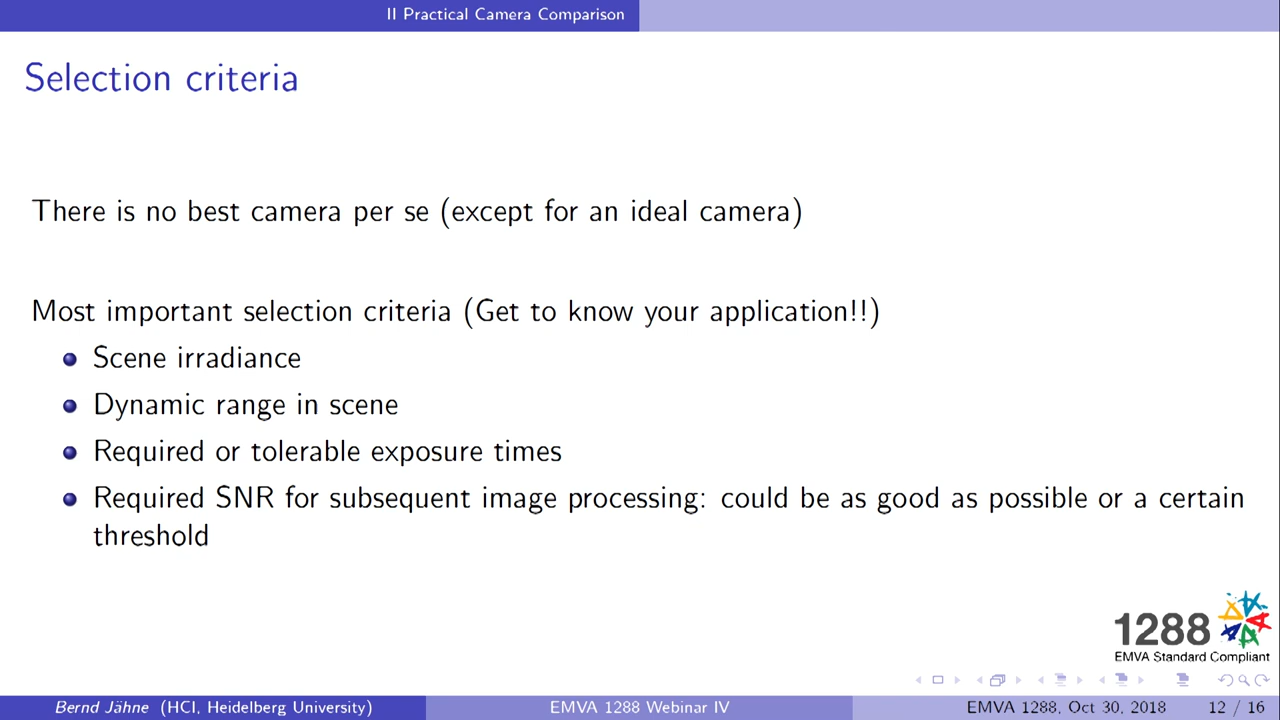 II Practical Camera Comparison
Selection criteria
There is no best camera per se (except for an ideal camera)
Most important selection criteria (Get to know your application!!)
Scene irradiance
Dynamic range in scene
Required or tolerable exposure times
Required SNR for subsequent image processing: could be as good as possible or a certain
threshold
1288
EMVA Standard Compliant
Bernd Jähne (HCI, Heidelberg University)
EMVA 1288 Webinar IV
EMVA 1288, Oct 30, 2018
12 / 16